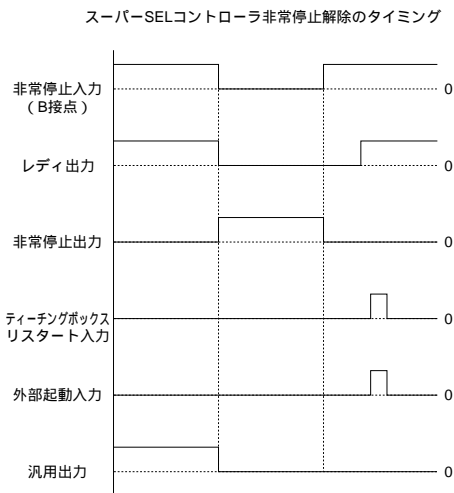 スーパーSELコントローラ非常停止解除のタイミング
非常停止入力
（B接点）
0
レディ出力
0
非常停止出力
0
ティーチングボックス
リスタート入力
0
外部起動入力
0
汎用出力
0